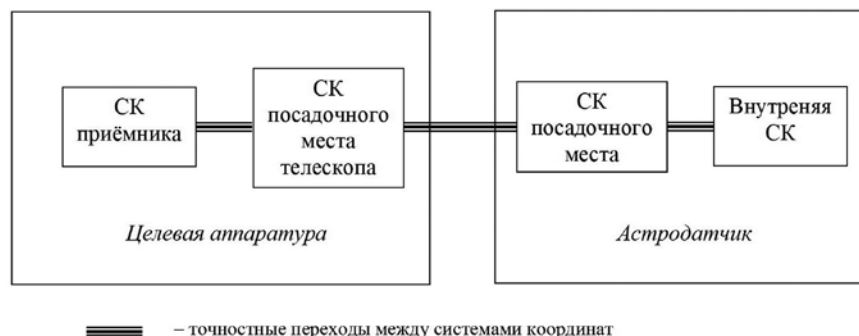 СК
приёмника
СК
посадочного
места
телескопа
Целевая аппаратура
СК
посадочного
места
Внутреняя
СК
Астродатчик
– точностные переходы между системами координат